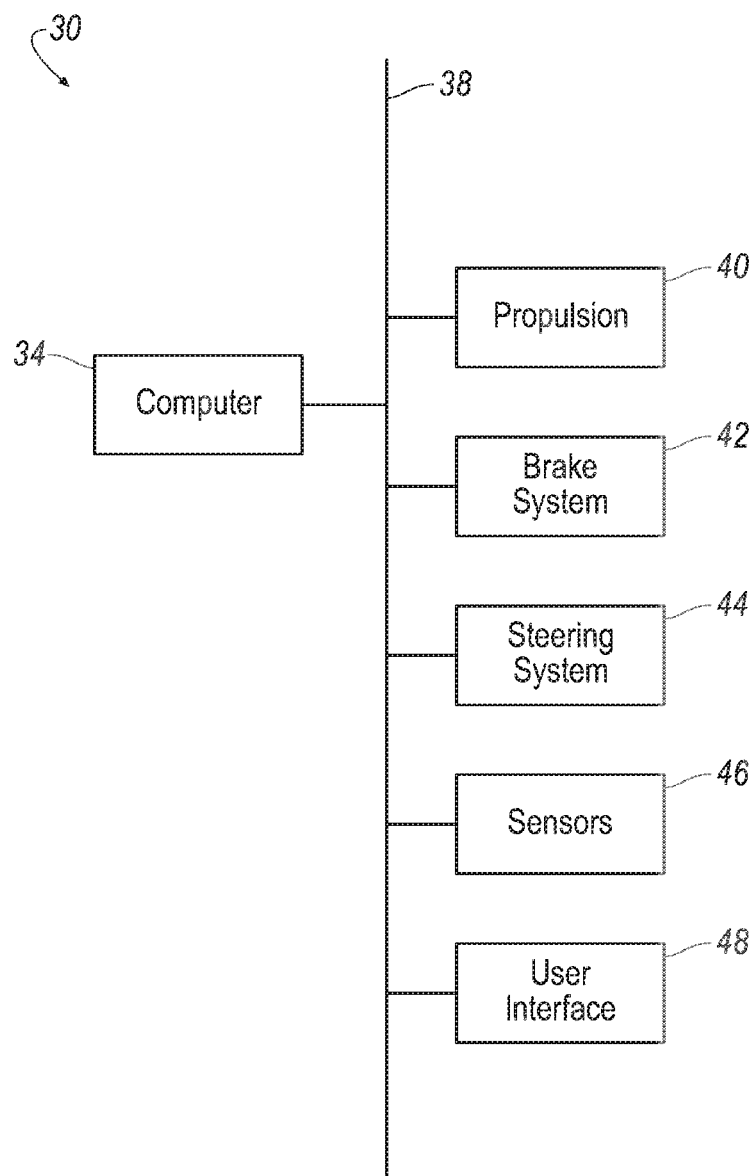 30
38
40
Propulsion
34
Computer
42
Brake
System
44
Steering
System
46
Sensors
48
User
Interface